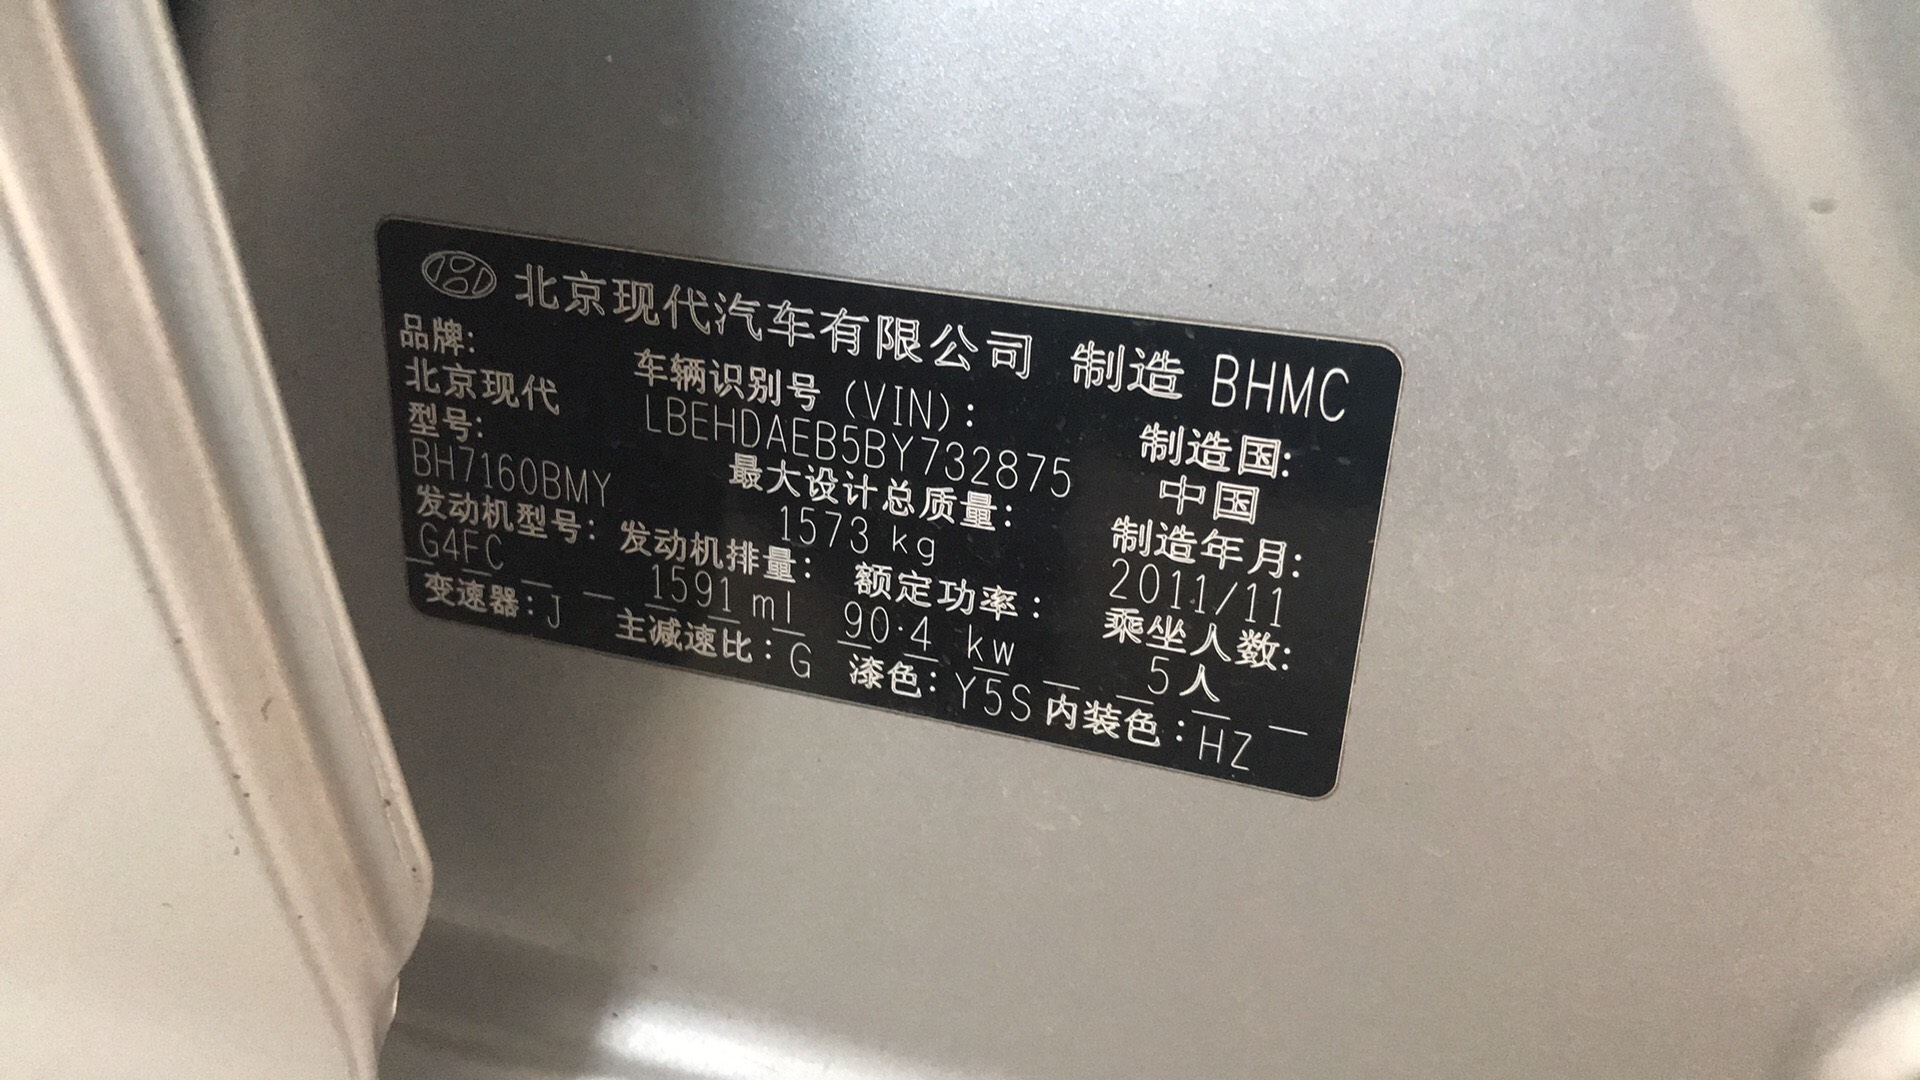 北京现代汽车有限公司 制造 BHMC
品牌: 车辆识别号 (VIN): 制造国:
北京现代 LBEHDAEB5BY732875 中国
型号: 最大设计总质量: 制造年月:
BH7160BMY 1573 kg 2011/11
发动机型号: 发动机排量: 额定功率: 乘坐人数:
G4FC 1591 ml 90.4 kw 5人
变速器: J 主减速比: G 漆色: Y5S 内装色: HZ